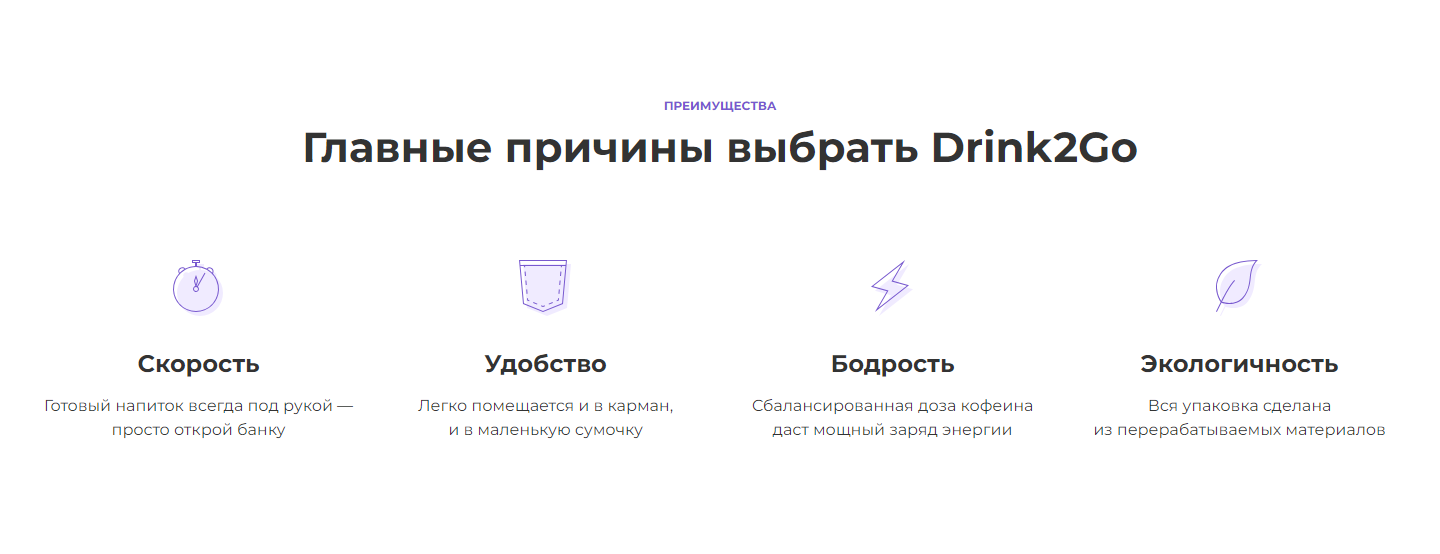 ПРЕИМУЩЕСТВА
Главные причины выбрать Drink2Go
Скорость
Готовый напиток всегда под рукой —
просто открой банку
Удобство
Легко помещается и в карман,
и в маленькую сумочку
Бодрость
Сбалансированная доза кофеина
даст мощный заряд энергии
Экологичность
Вся упаковка сделана
из перерабатываемых материалов